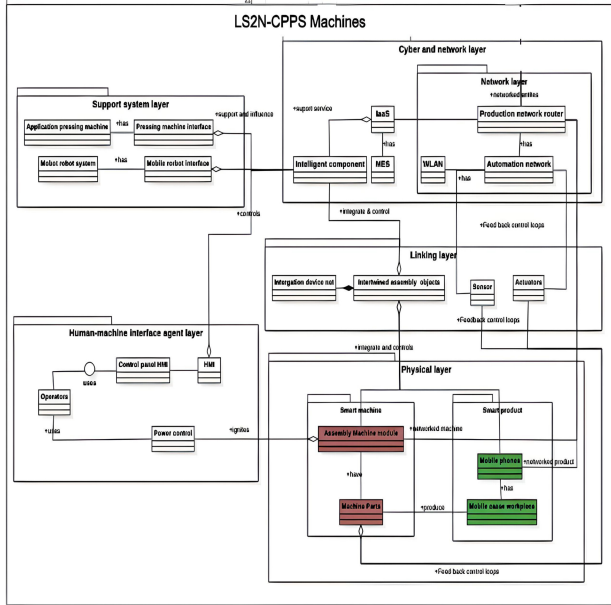 LS2N-CPPS Machines
Cyber and network layer
Network layer
+networked entites
Support system layer
+support and influence
+suport service
IaaS
Production network router
Application pressing machine
+has
Pressing machine interface
+has
+has
Mobot robot system
+has
Mobile rorbot interface
Intelligent component
MES
WLAN
Automation network
+has
+controls
+integrate & control
+Feed back control loops
Linking layer
Intergation device net
Intertwined assembly objects
Sensor
Actuators
+Feedback control loops
Human-machine interface agent layer
+integrate and controls
Physical layer
uses
Control panel HMI
HMI
Operators
Smart machine
Smart product
+uses
Power control
+ignites
Assembly Machine module
+networked machine
Mobile phones
+networked product
+have
+has
Machine Parts
+produce
Mobile cases workpiece
+Feed back control loops